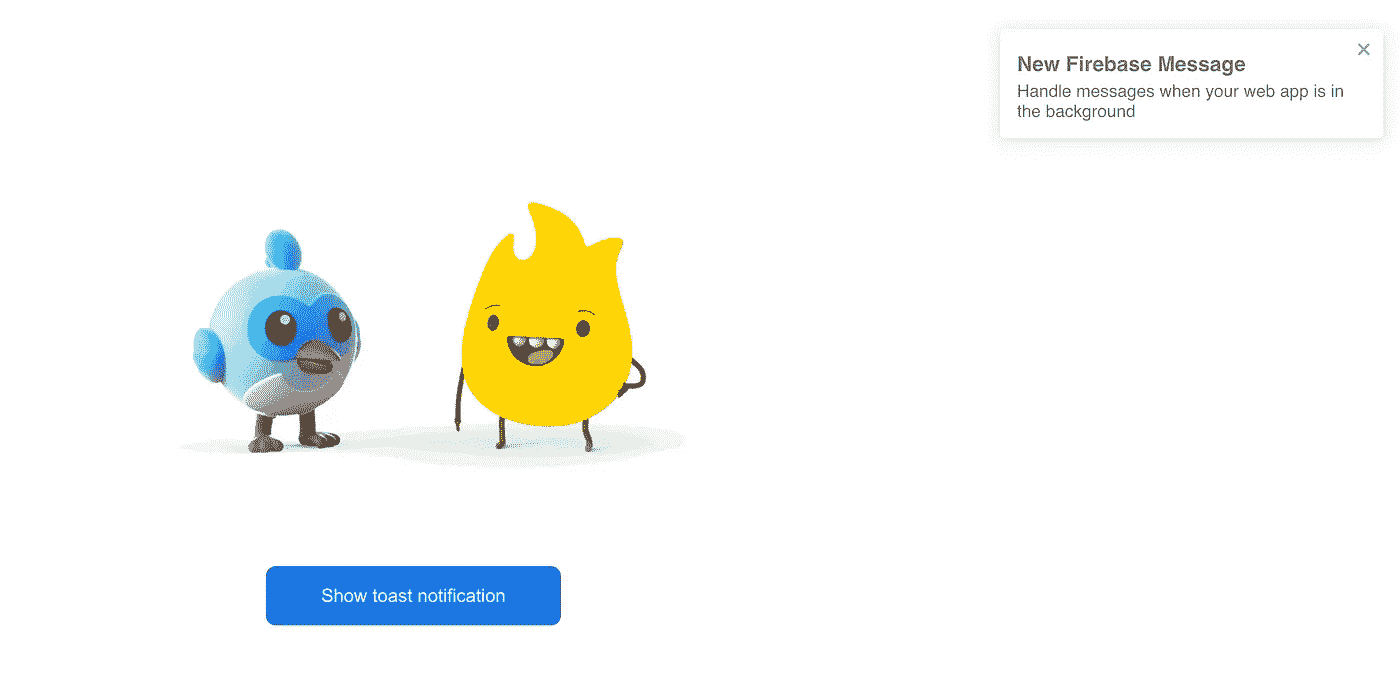 New Firebase Message
Handle messages when your web app is in
the background
Show toast notification